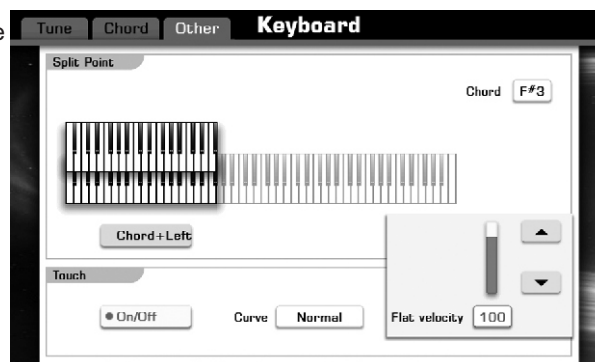 e
Tune Chord Other Keyboard
Split Point
Chord F#3
Chord+Left
Touch
On/Off Curve Normal Flat velocity 100